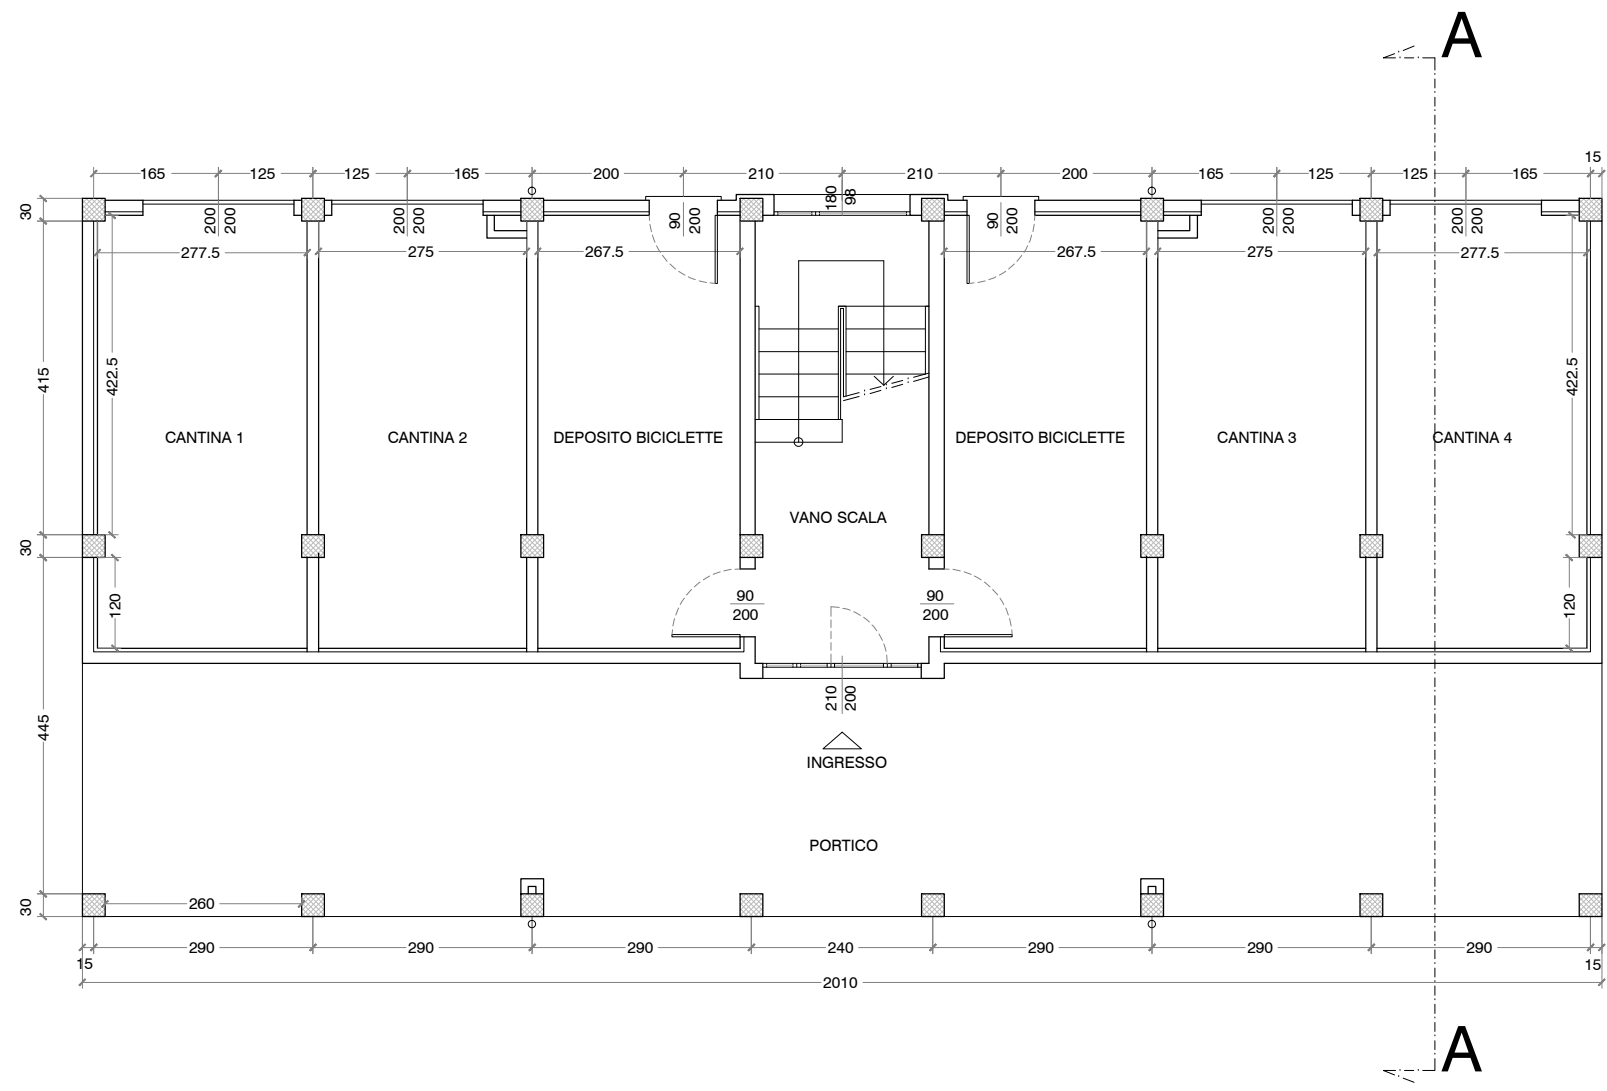 A
15
165 125 125 165 200 210 210 200 165 125 125 165
30
200 200 200 200 90 200 180 98 90 200 200 200 200 200
277.5 275 267.5 267.5 275 277.5
415 422.5 422.5
CANTINA 1 CANTINA 2 DEPOSITO BICICLETTE DEPOSITO BICICLETTE CANTINA 3 CANTINA 4
VANO SCALA
30
120 90 90 120
200 200
210 200
445
INGRESSO
PORTICO
30 260
290 290 290 240 290 290 290
15 15
2010
A